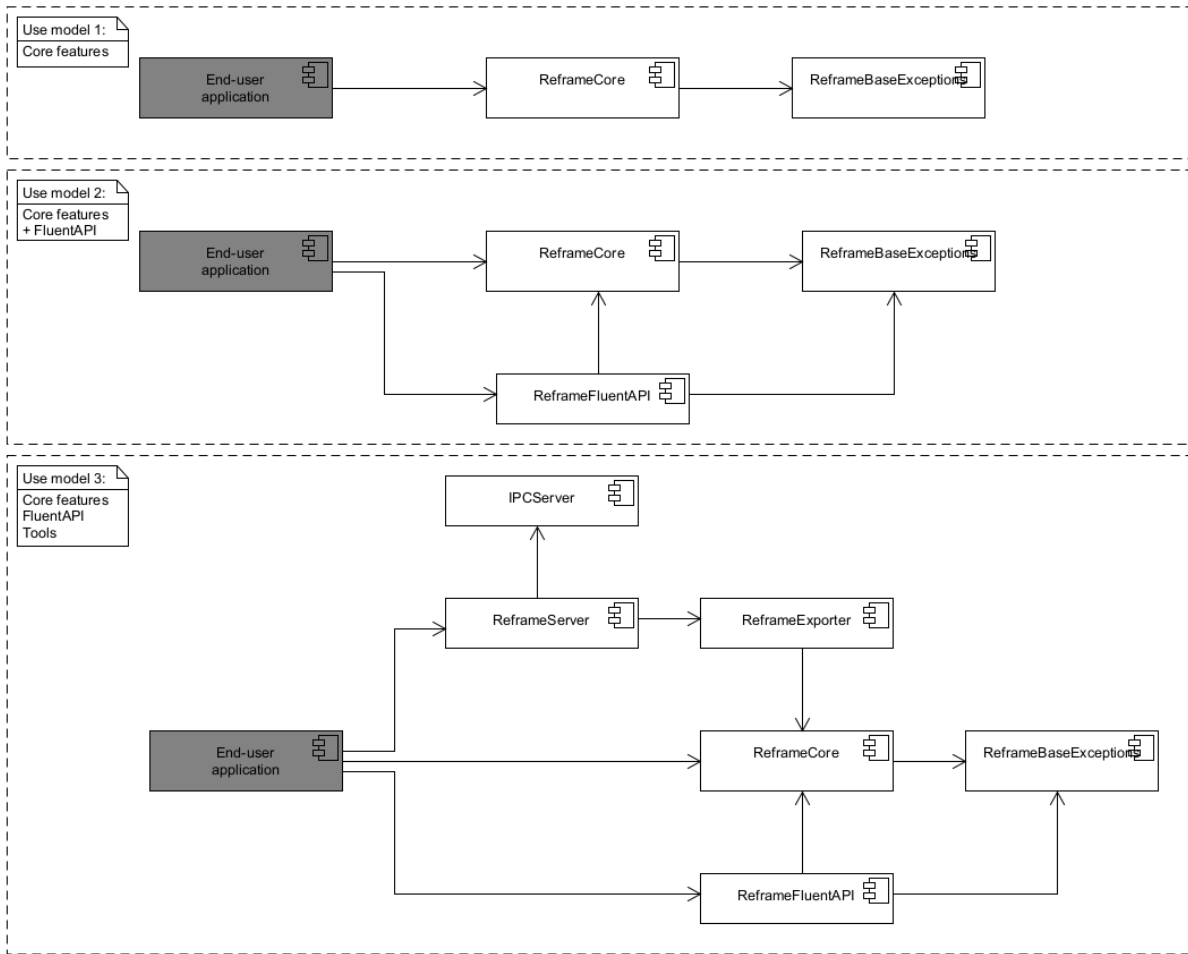 Use model 1:
Core features
End-user
application
ReframeCore
ReframeBaseExceptions
Use model 2:
Core features
+ FluentAPI
End-user
application
ReframeCore
ReframeBaseExceptions
ReframeFluentAPI
Use model 3:
Core features
FluentAPI
Tools
IPCServer
ReframeServer
ReframeExporter
End-user
application
ReframeCore
ReframeBaseExceptions
ReframeFluentAPI